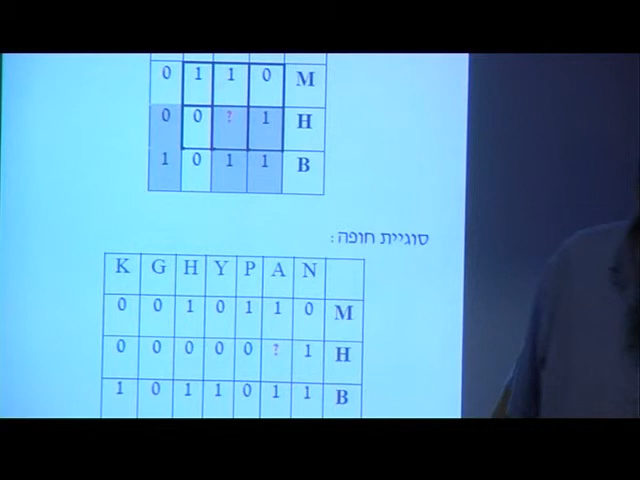 0 1 1 0 M
0 0 ? 1 H
1 0 1 1 B
סוגיית חופה:
K G H Y P A N
0 0 1 0 1 1 0 M
0 0 0 0 0 ? 1 H
1 0 1 1 0 1 1 B